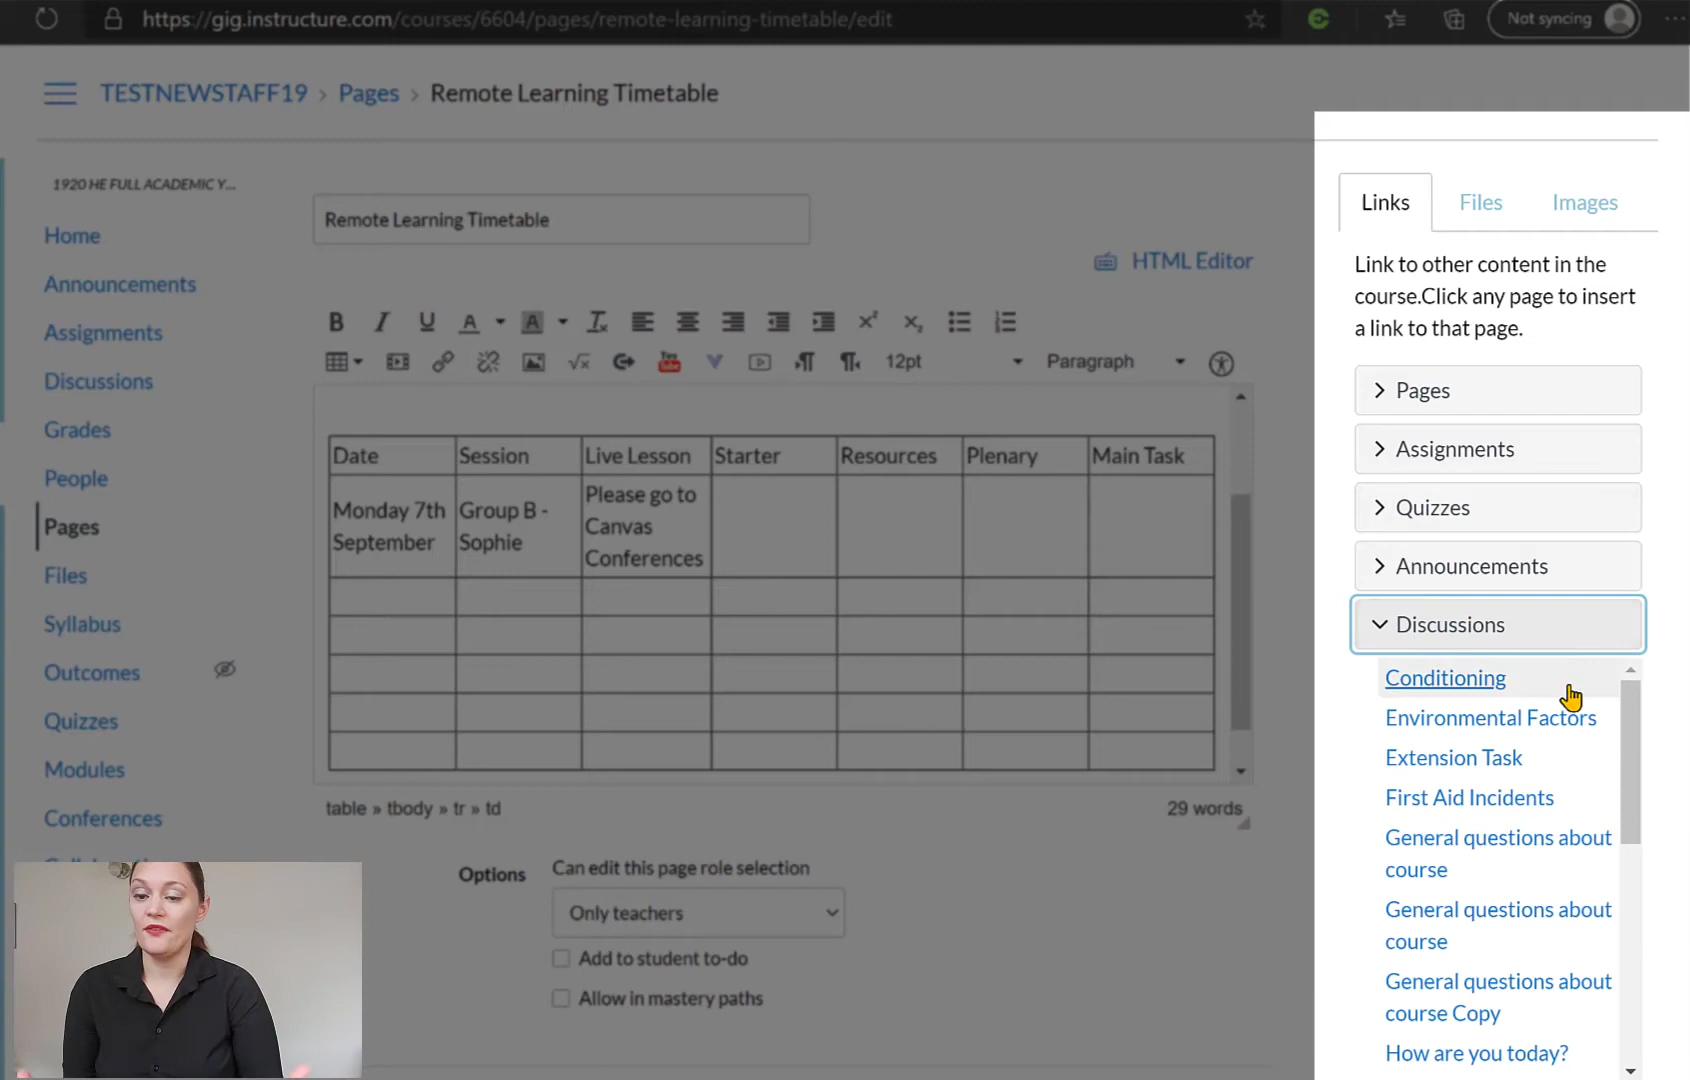 https://gig.instructure.com/courses/6604/pages/remote-learning-timetable/edit
Not syncing
TESTNEWSTAFF19 > Pages > Remote Learning Timetable
1920 HE FULL ACADEMIC Y...
Home
Announcements
Assignments
Discussions
Grades
People
Pages
Files
Syllabus
Outcomes
Quizzes
Modules
Conferences
Remote Learning Timetable
HTML Editor
12pt
Paragraph
Date Session Live Lesson Starter Resources Plenary Main Task
Monday 7th
September
Group B -
Sophie
Please go to
Canvas
Conferences
table » tbody » tr » td
29 words
Options
Can edit this page role selection
Only teachers
Add to student to-do
Allow in mastery paths
Links Files Images
Link to other content in the
course.Click any page to insert
a link to that page.
Pages
Assignments
Quizzes
Announcements
Discussions
Conditioning
Environmental Factors
Extension Task
First Aid Incidents
General questions about
course
General questions about
course
General questions about
course Copy
How are you today?